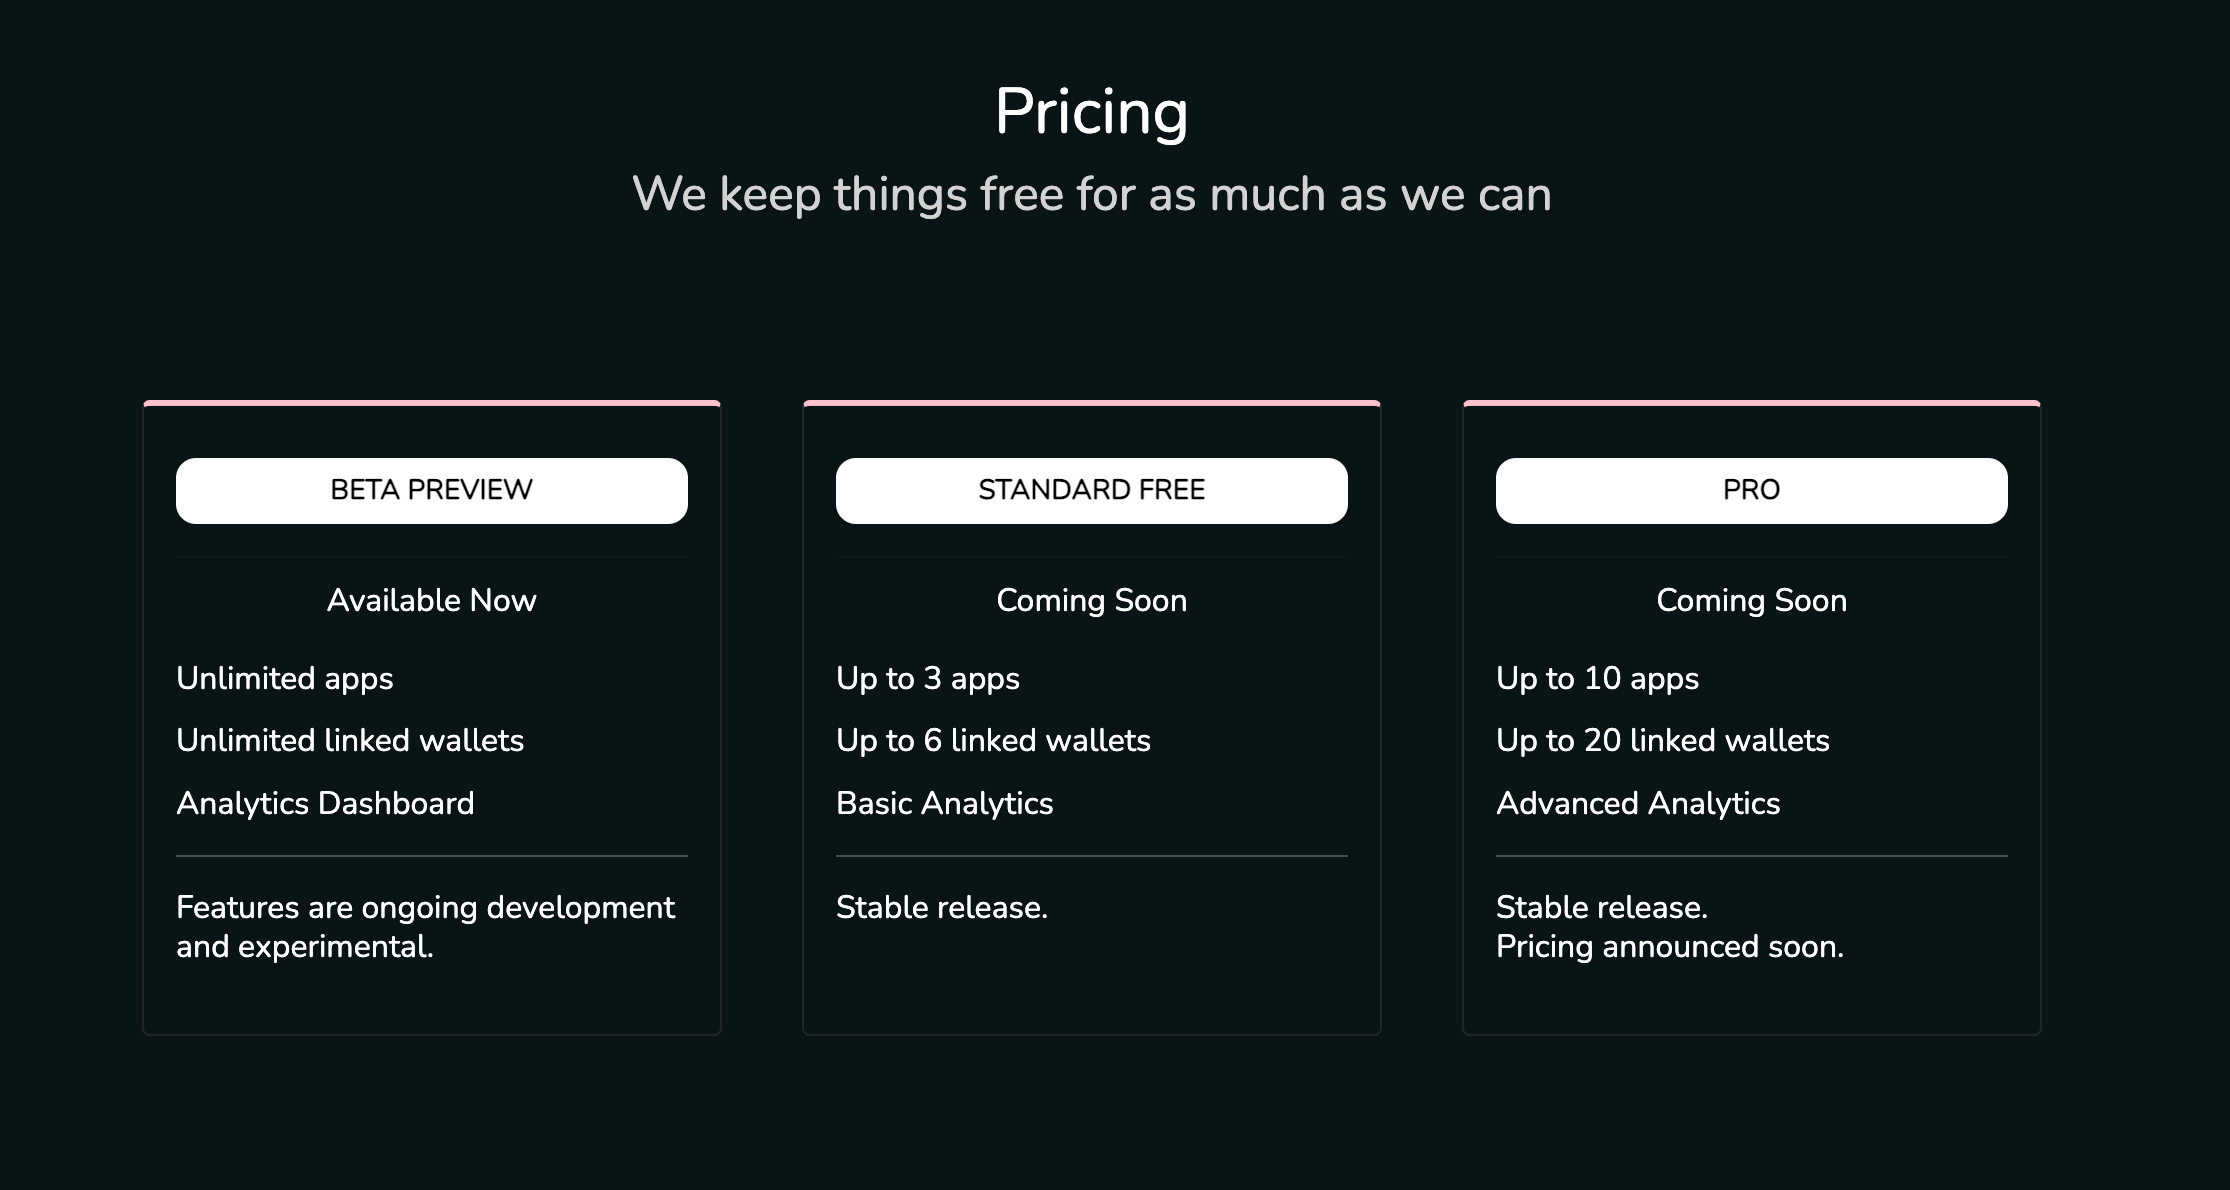 Pricing
We keep things free for as much as we can
BETA PREVIEW
Available Now
Unlimited apps
Unlimited linked wallets
Analytics Dashboard
Features are ongoing development
and experimental.
STANDARD FREE
Coming Soon
Up to 3 apps
Up to 6 linked wallets
Basic Analytics
Stable release.
PRO
Coming Soon
Up to 10 apps
Up to 20 linked wallets
Advanced Analytics
Stable release.
Pricing announced soon.